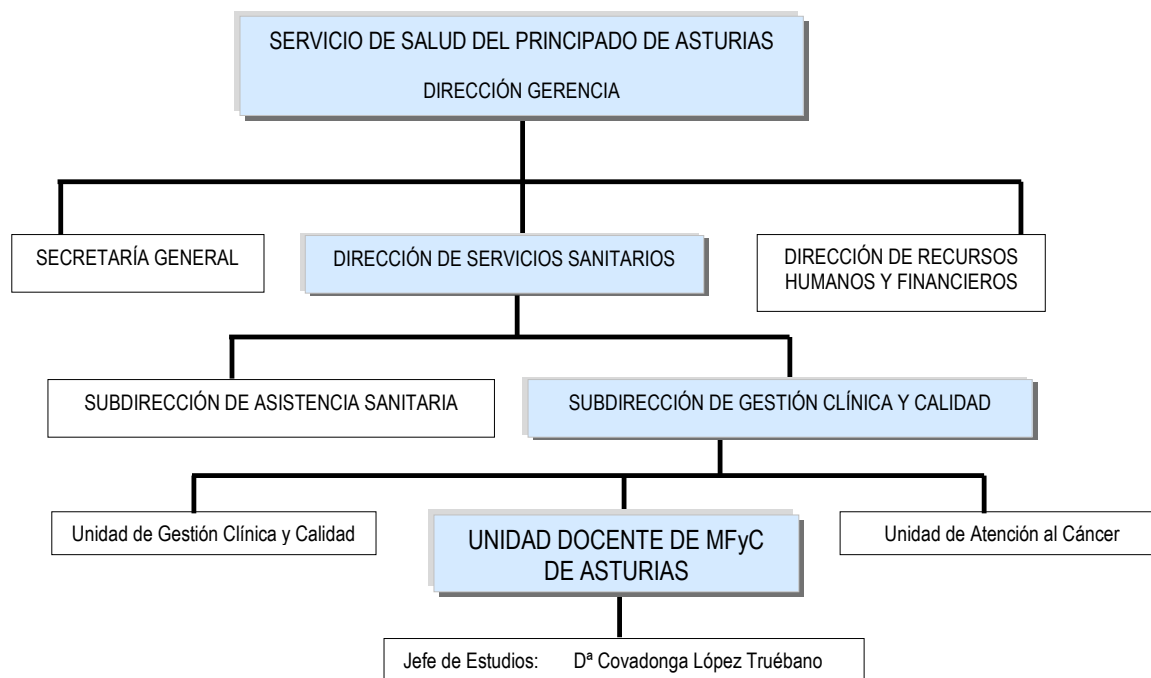 SERVICIO DE SALUD DEL PRINCIPADO DE ASTURIAS
DIRECCIÓN GERENCIA
SECRETARÍA GENERAL
DIRECCIÓN DE SERVICIOS SANITARIOS
DIRECCIÓN DE RECURSOS
HUMANOS Y FINANCIEROS
SUBDIRECCIÓN DE ASISTENCIA SANITARIA
SUBDIRECCIÓN DE GESTIÓN CLÍNICA Y CALIDAD
Unidad de Gestión Clínica y Calidad
UNIDAD DOCENTE DE MFyC
DE ASTURIAS
Unidad de Atención al Cáncer
Jefe de Estudios: Dª Covadonga López Truébano